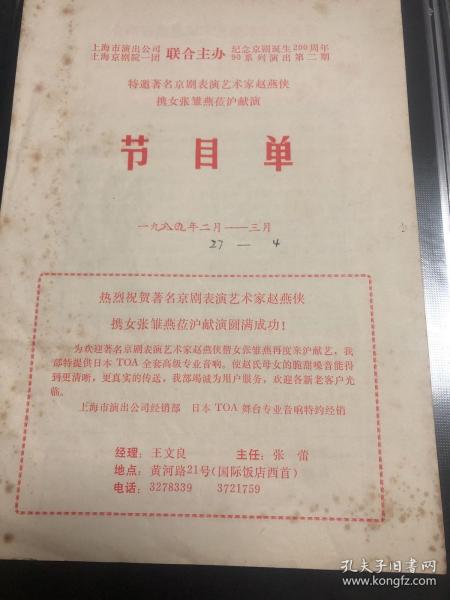 上海市演出公司
上海京剧院一团
联合主办
纪念京剧诞生200周年
90系列演出第二期
特邀著名京剧表演艺术家赵燕侠
携女张雏燕莅沪献演
节目单
一九九〇年二月——三月
27 — 4
热烈祝贺著名京剧表演艺术家赵燕侠
携女张雏燕莅沪献演圆满成功！
为欢迎著名京剧表演艺术家赵燕侠偕女张雏燕再度来沪献艺，我
部特提供日本TOA全套高级专业音响。使赵氏母女的脆甜嗓音能得
到更清晰，更真实的传送，我部竭诚为用户服务，欢迎各新老客户光
临。
上海市演出公司经销部 日本TOA舞台专业音响特约经销
经理：王文良 主任：张蕾
地点：黄河路21号(国际饭店西首)
电话：3278339 3721759
孔夫子旧书网
www.kongfz.com